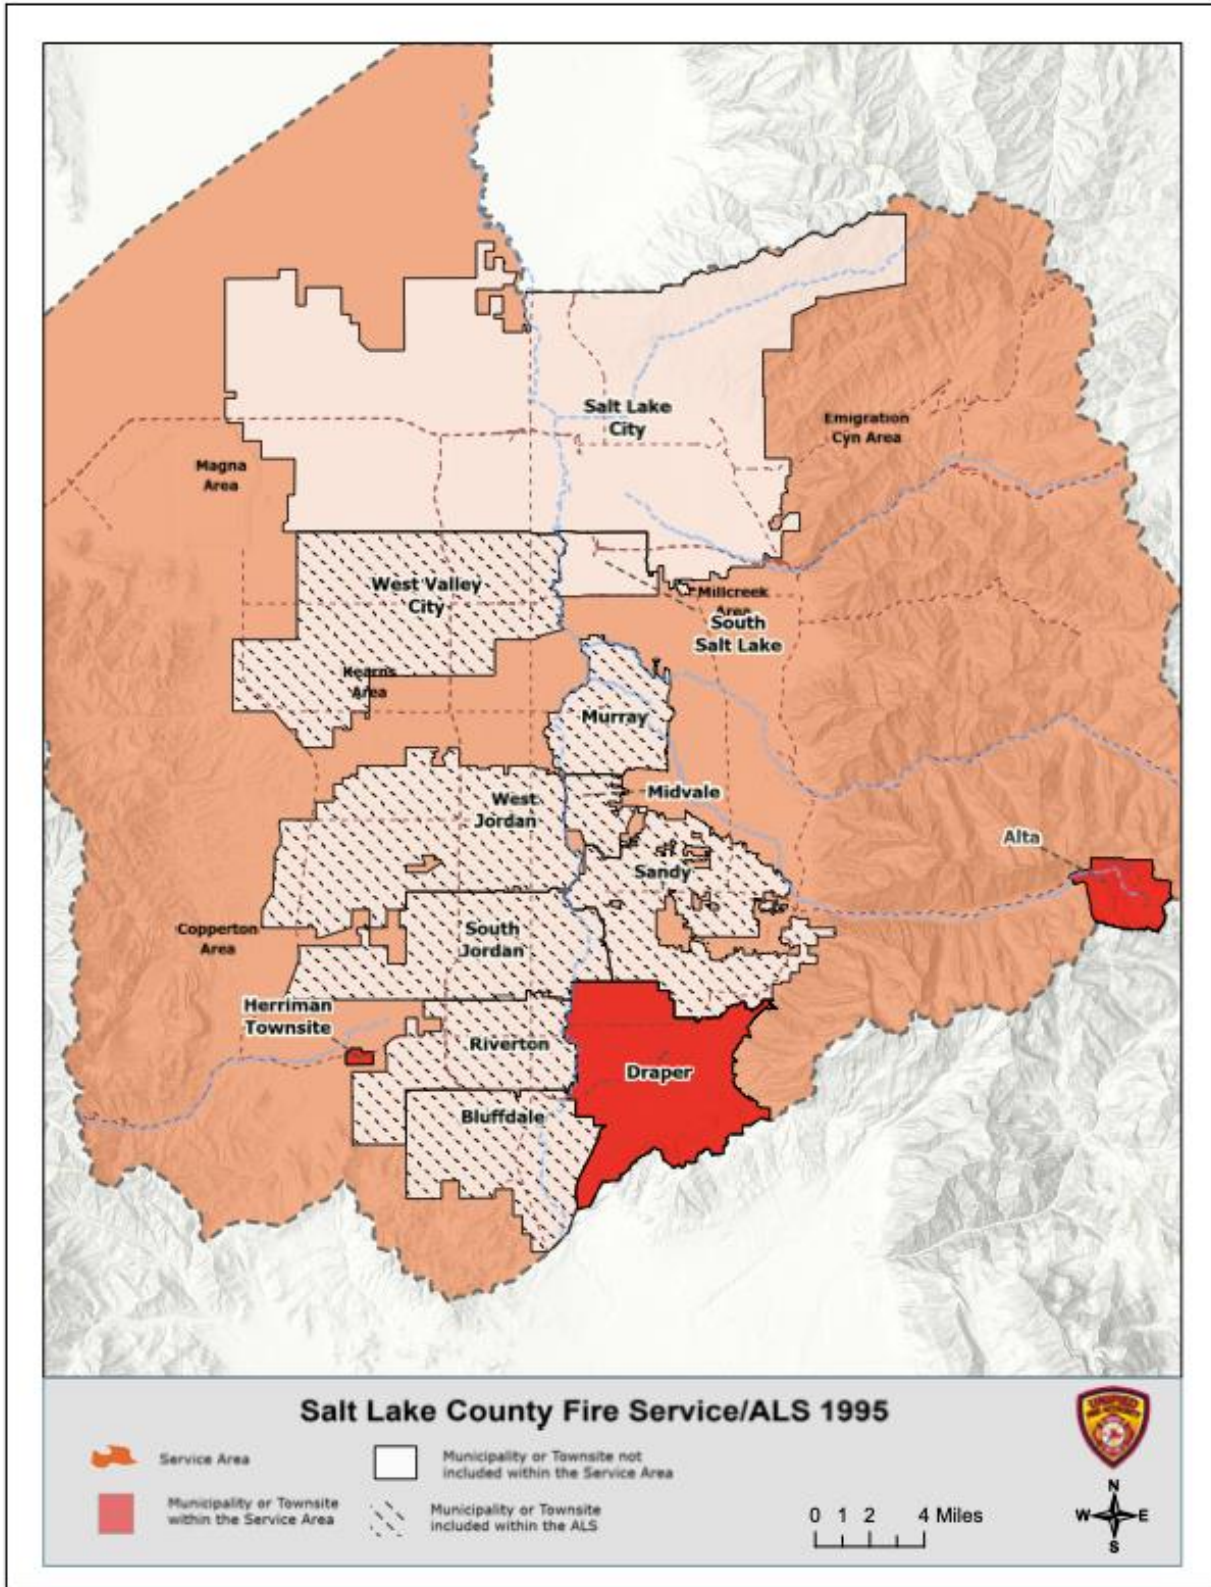 Salt Lake
City
Emigration
Cyn Area
Magna
Area
West Valley
City
Millcreek
Area
South
Salt Lake
Kearns
Area
Murray
Midvale
West
Jordan
Alta
Sandy
Copperton
Area
South
Jordan
Herriman
Townsite
Riverton
Draper
Bluffdale
Salt Lake County Fire Service/ALS 1995
Service Area
Municipality or Townsite not
included within the Service Area
Municipality or Townsite
within the Service Area
Municipality or Townsite
included within the ALS
0 1 2 4 Miles
UNIFIED
FIRE AUTHORITY
N
W E
S